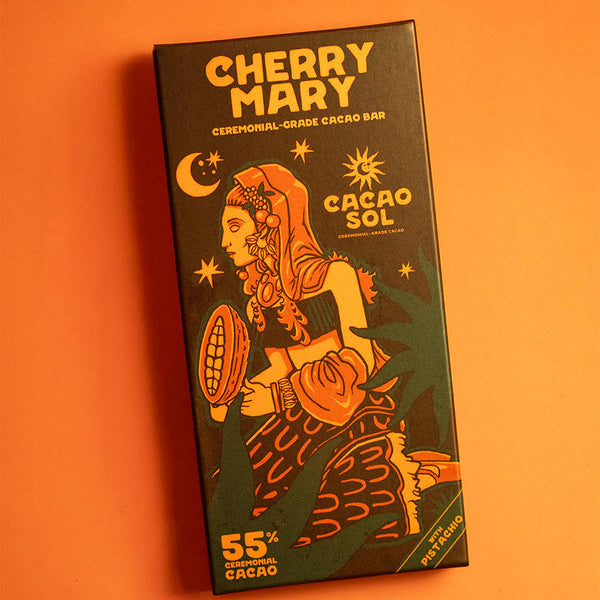 CHERRY
MARY
CEREMONIAL-GRADE CACAO BAR
CACAO
SOL
CEREMONIAL-GRADE CACAO
55%
CEREMONIAL
CACAO
WITH
PISTACHIO